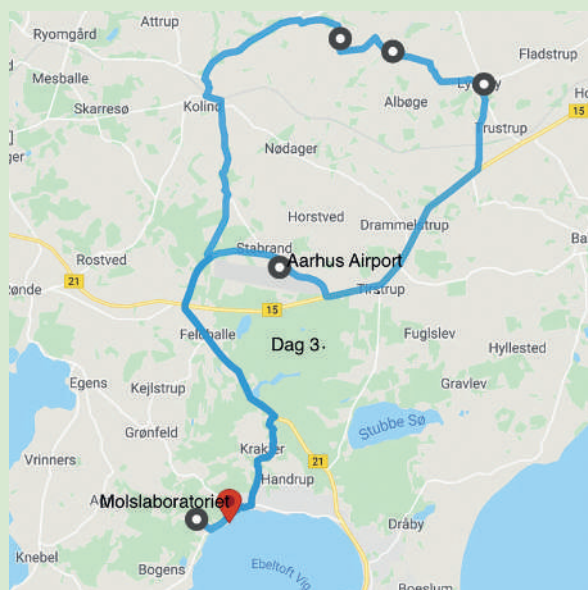 Attrup
Ryomgård
Fladstrup
Mesballe
Albøge
Skarresø
Kolind
15
Trustrup
Nødager
Horstved
Drammelstrup
Stabrand
Rostved
Aarhus Airport
21
Tirstrup
15
Feldballe
Fuglslev
Dag 3.
Hyllested
Egens
Kejlstrup
Gravlev
Stubbe Sø
Grønfeld
Vrinners
21
Handrup
Molslaboratoriet
Dråby
Knebel
Bogens
Ebeltoft Vig
Boeslum